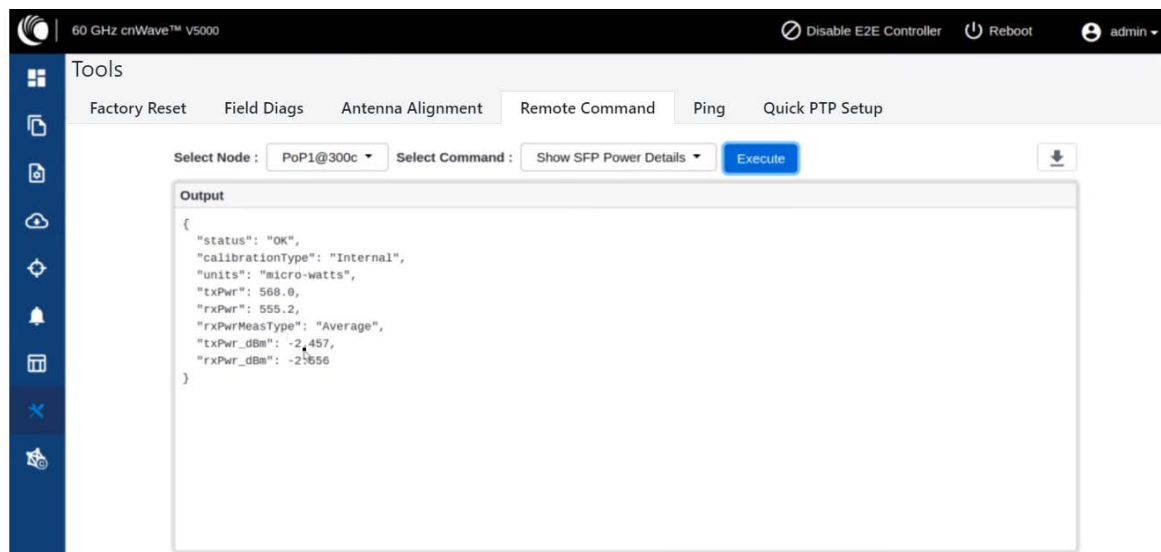 60 GHz cnWave™ V5000
Disable E2E Controller
Reboot
admin
Tools
Factory Reset
Field Diags
Antenna Alignment
Remote Command
Ping
Quick PTP Setup
Select Node :
PoP1@300c
Select Command :
Show SFP Power Details
Execute
Output
{
"status": "OK",
"calibrationType": "Internal",
"units": "micro-watts",
"txPwr": 568.0,
"rxPwr": 555.2,
"rxPwrMeasType": "Average",
"txPwr_dBm": -2.457,
"rxPwr_dBm": -2.556
}